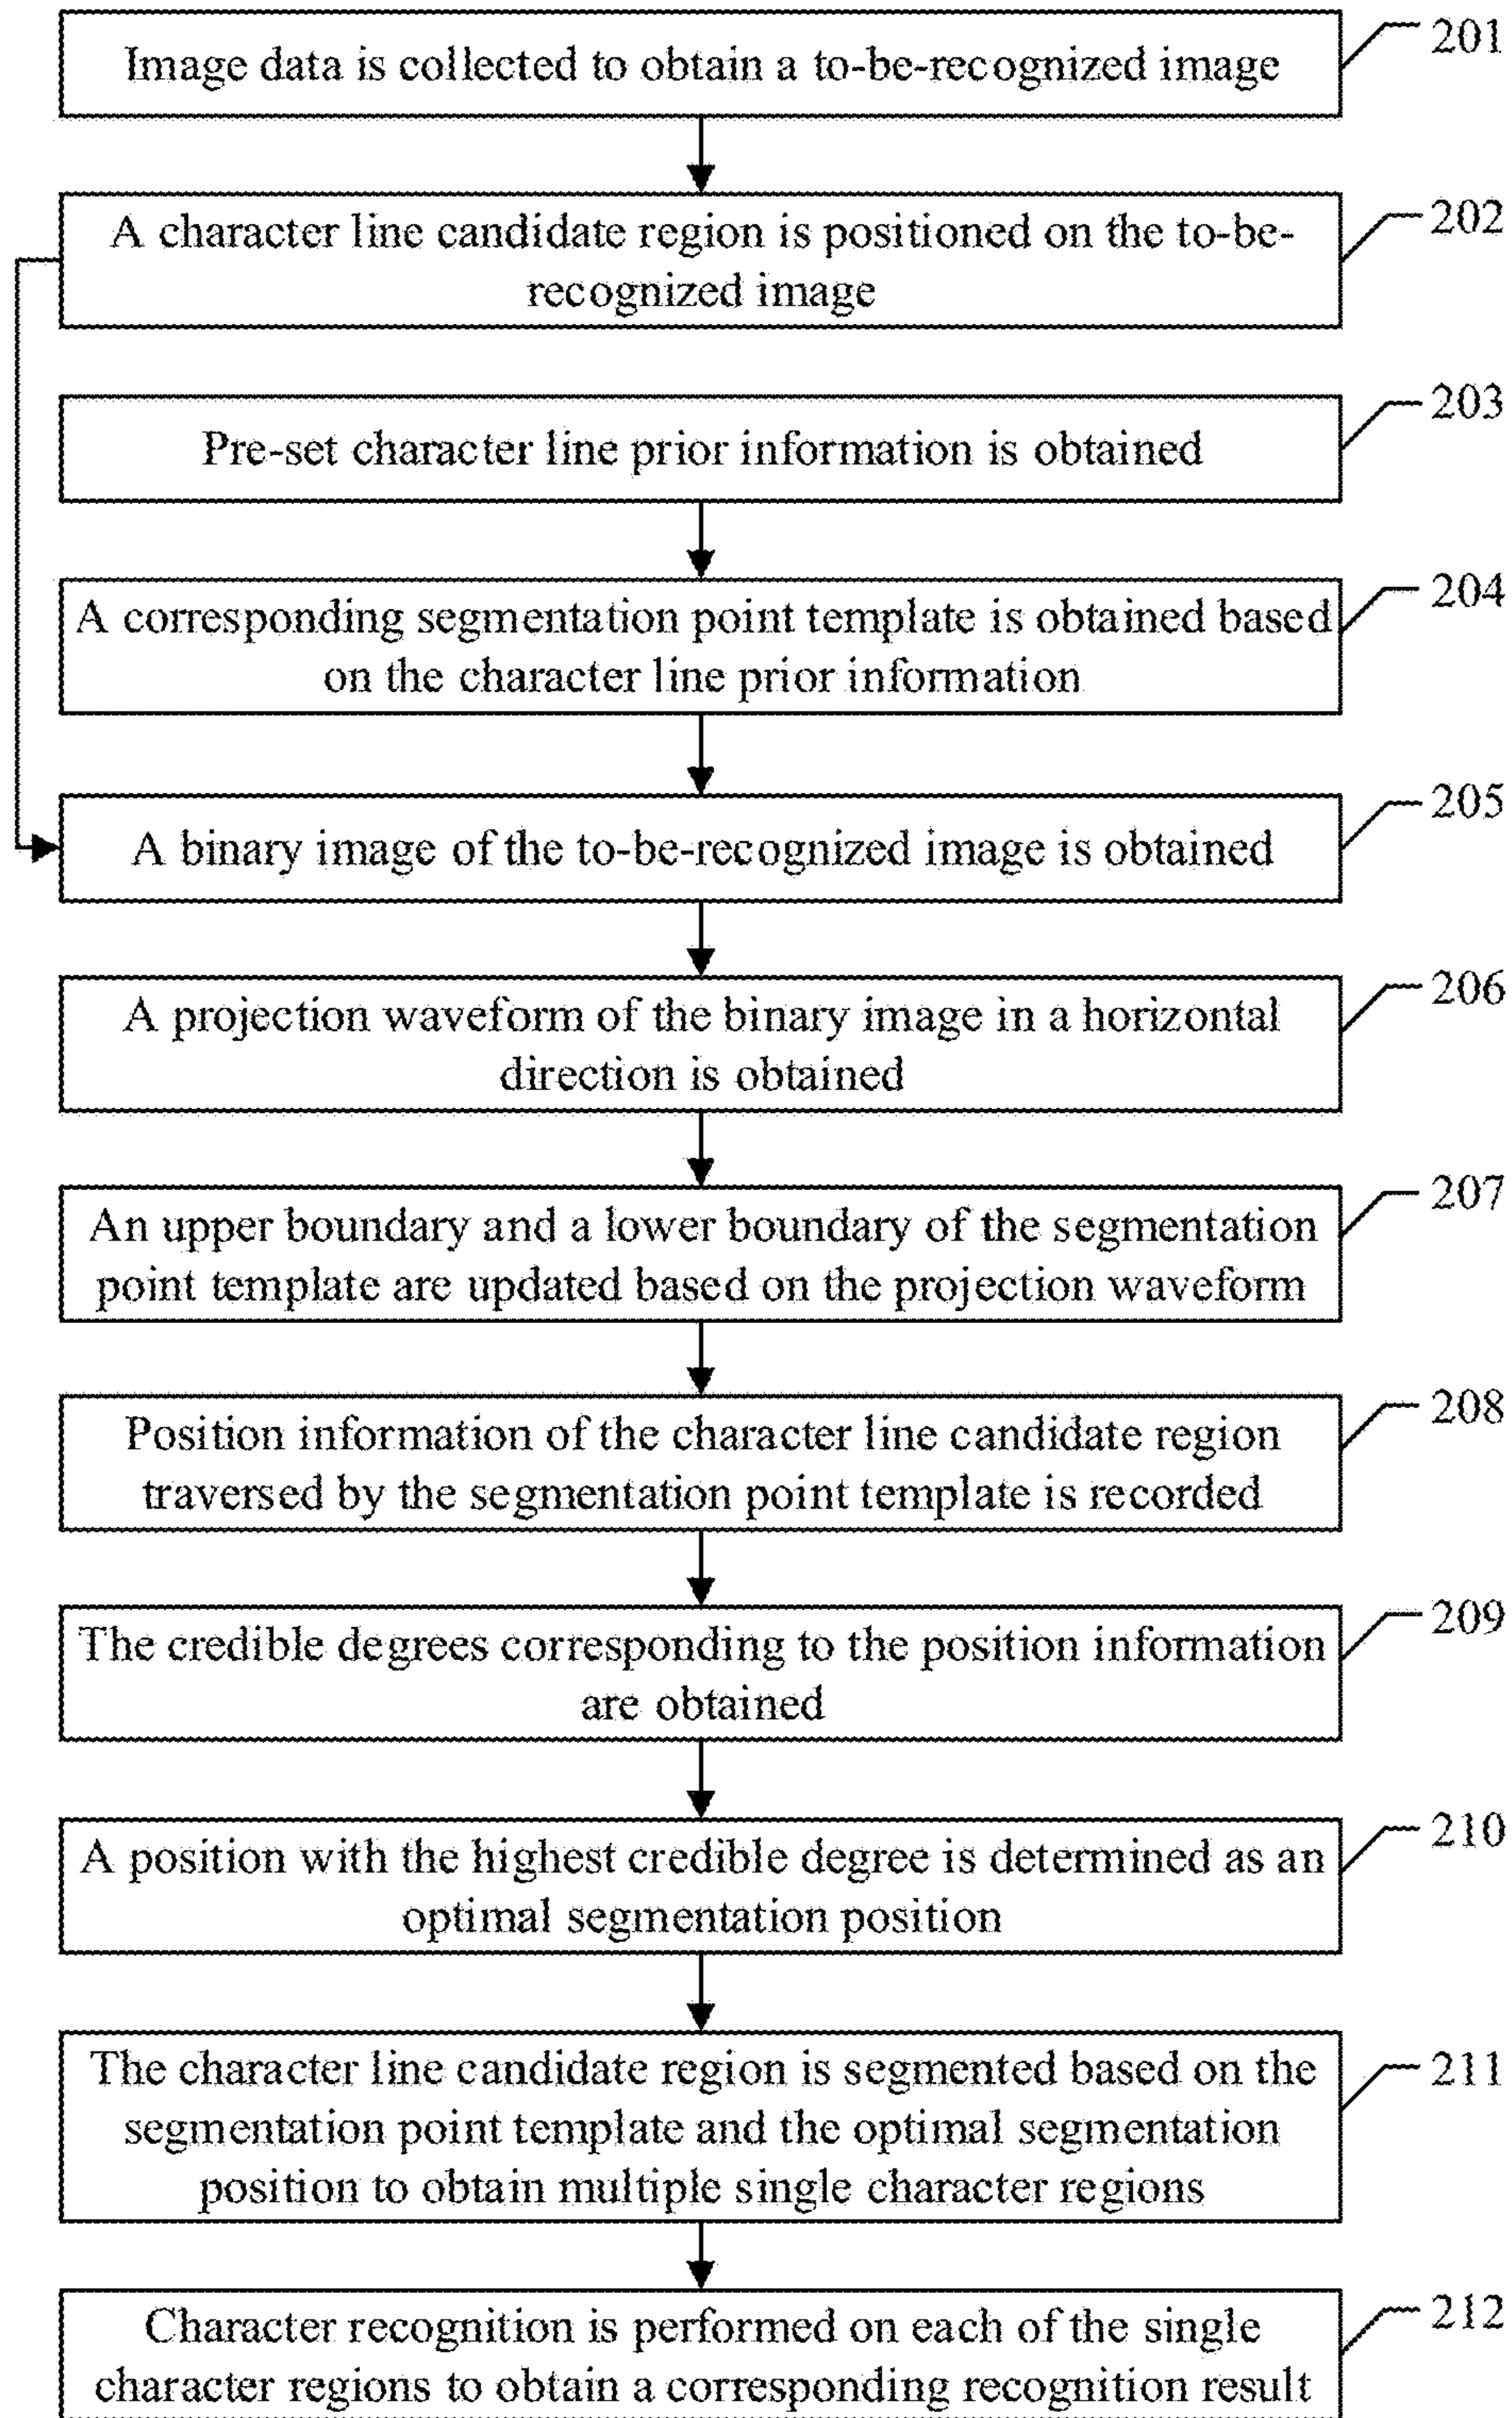 201
Image data is collected to obtain a to-be-recognized image
202
A character line candidate region is positioned on the to-be-
recognized image
203
Pre-set character line prior information is obtained
204
A corresponding segmentation point template is obtained based
on the character line prior information
205
A binary image of the to-be-recognized image is obtained
206
A projection waveform of the binary image in a horizontal
direction is obtained
207
An upper boundary and a lower boundary of the segmentation
point template are updated based on the projection waveform
208
Position information of the character line candidate region
traversed by the segmentation point template is recorded
209
The credible degrees corresponding to the position information
are obtained
210
A position with the highest credible degree is determined as an
optimal segmentation position
211
The character line candidate region is segmented based on the
segmentation point template and the optimal segmentation
position to obtain multiple single character regions
212
Character recognition is performed on each of the single
character regions to obtain a corresponding recognition result